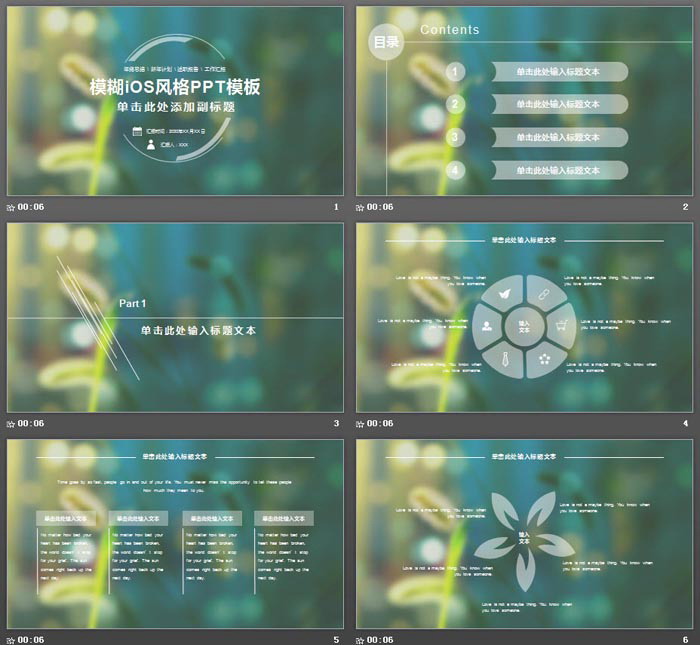 年终总结 \ 新年计划 \ 述职报告 \ 工作汇报
模糊iOS风格PPT模板
单击此处添加副标题
汇报时间：20XX年XX月XX日
汇报人：XXX
00:06
1
目录
Contents
1
单击此处输入标题文本
2
单击此处输入标题文本
3
单击此处输入标题文本
4
单击此处输入标题文本
00:06
2
Part 1
单击此处输入标题文本
00:06
3
单击此处输入标题文本
Love is not a maybe thing. You know when
you love someone.
Love is not a maybe thing. You know when
you love someone.
Love is not a maybe thing. You know when
you love someone.
输入
文本
Love is not a maybe thing. You know when
you love someone.
Love is not a maybe thing. You know when
you love someone.
Love is not a maybe thing. You know when
you love someone.
00:06
4
单击此处输入标题文本
Time goes by so fast, people go in and out of your life. You must never miss the opportunity to tell these people
how much they mean to you.
单击此处输入文本
No matter how bad your
heart has been broken,
the world doesn't stop
for your grief. The sun
comes right back up the
next day.
单击此处输入文本
No matter how bad your
heart has been broken,
the world doesn't stop
for your grief. The sun
comes right back up the
next day.
单击此处输入文本
No matter how bad your
heart has been broken,
the world doesn't stop
for your grief. The sun
comes right back up the
next day.
单击此处输入文本
No matter how bad your
heart has been broken,
the world doesn't stop
for your grief. The sun
comes right back up the
next day.
00:06
5
单击此处输入标题文本
Love is not a maybe thing. You know when
you love someone.
Love is not a maybe thing. You know when
you love someone.
输入
文本
Love is not a maybe thing. You know when
you love someone.
Love is not a maybe thing. You know when
you love someone.
Love is not a maybe thing. You know when
you love someone.
00:06
6